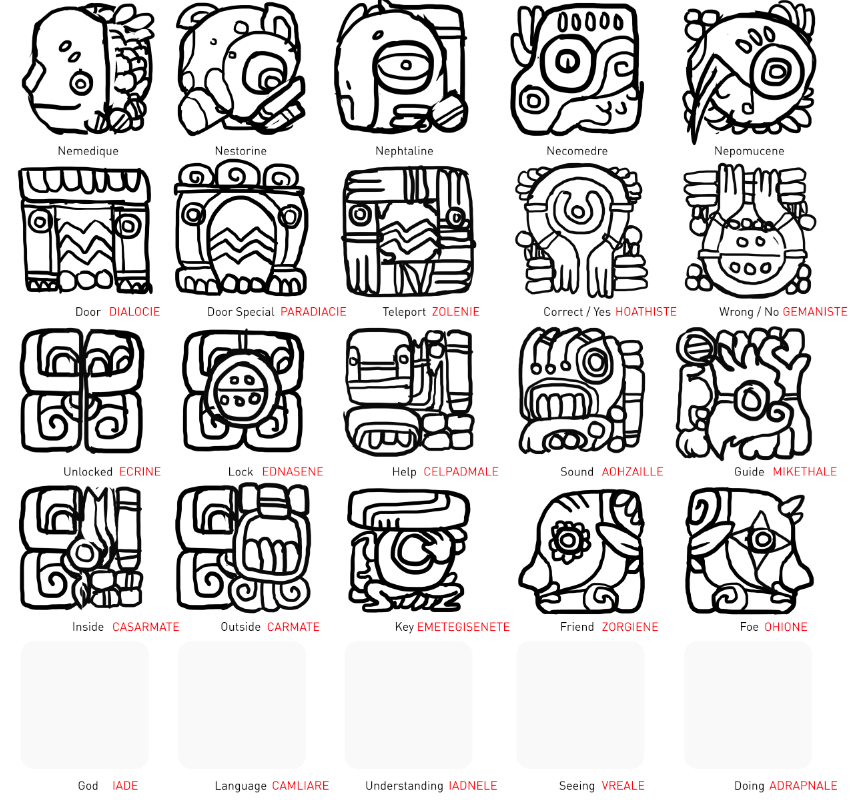 Nemedique Nestorine Nephtaline Necomedre Nepomucene
Door DIALOCIE Door Special PARADIACIE Teleport ZOLENIE Correct / Yes HOATHISTE Wrong / No GEMANISTE
Unlocked ECRINE Lock EDNASENE Help CELPADMALE Sound AOHZAILLE Guide MIKETHALE
Inside CASARMATE Outside CARMATE Key EMETEGISENETE Friend ZORGIENE Foe OHIONE
God IADE Language CAMLIARE Understanding IADNELE Seeing VREALE Doing ADRAPNALE